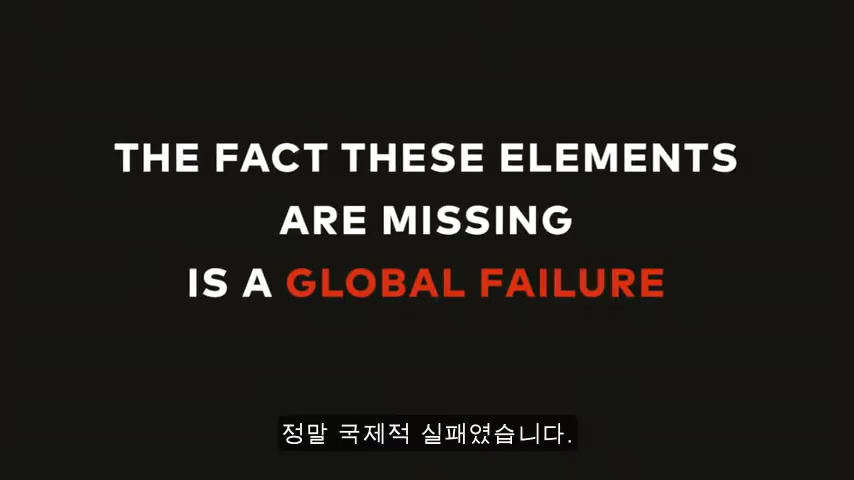 THE FACT THESE ELEMENTS
ARE MISSING
IS A GLOBAL FAILURE
정말 국제적 실패였습니다.